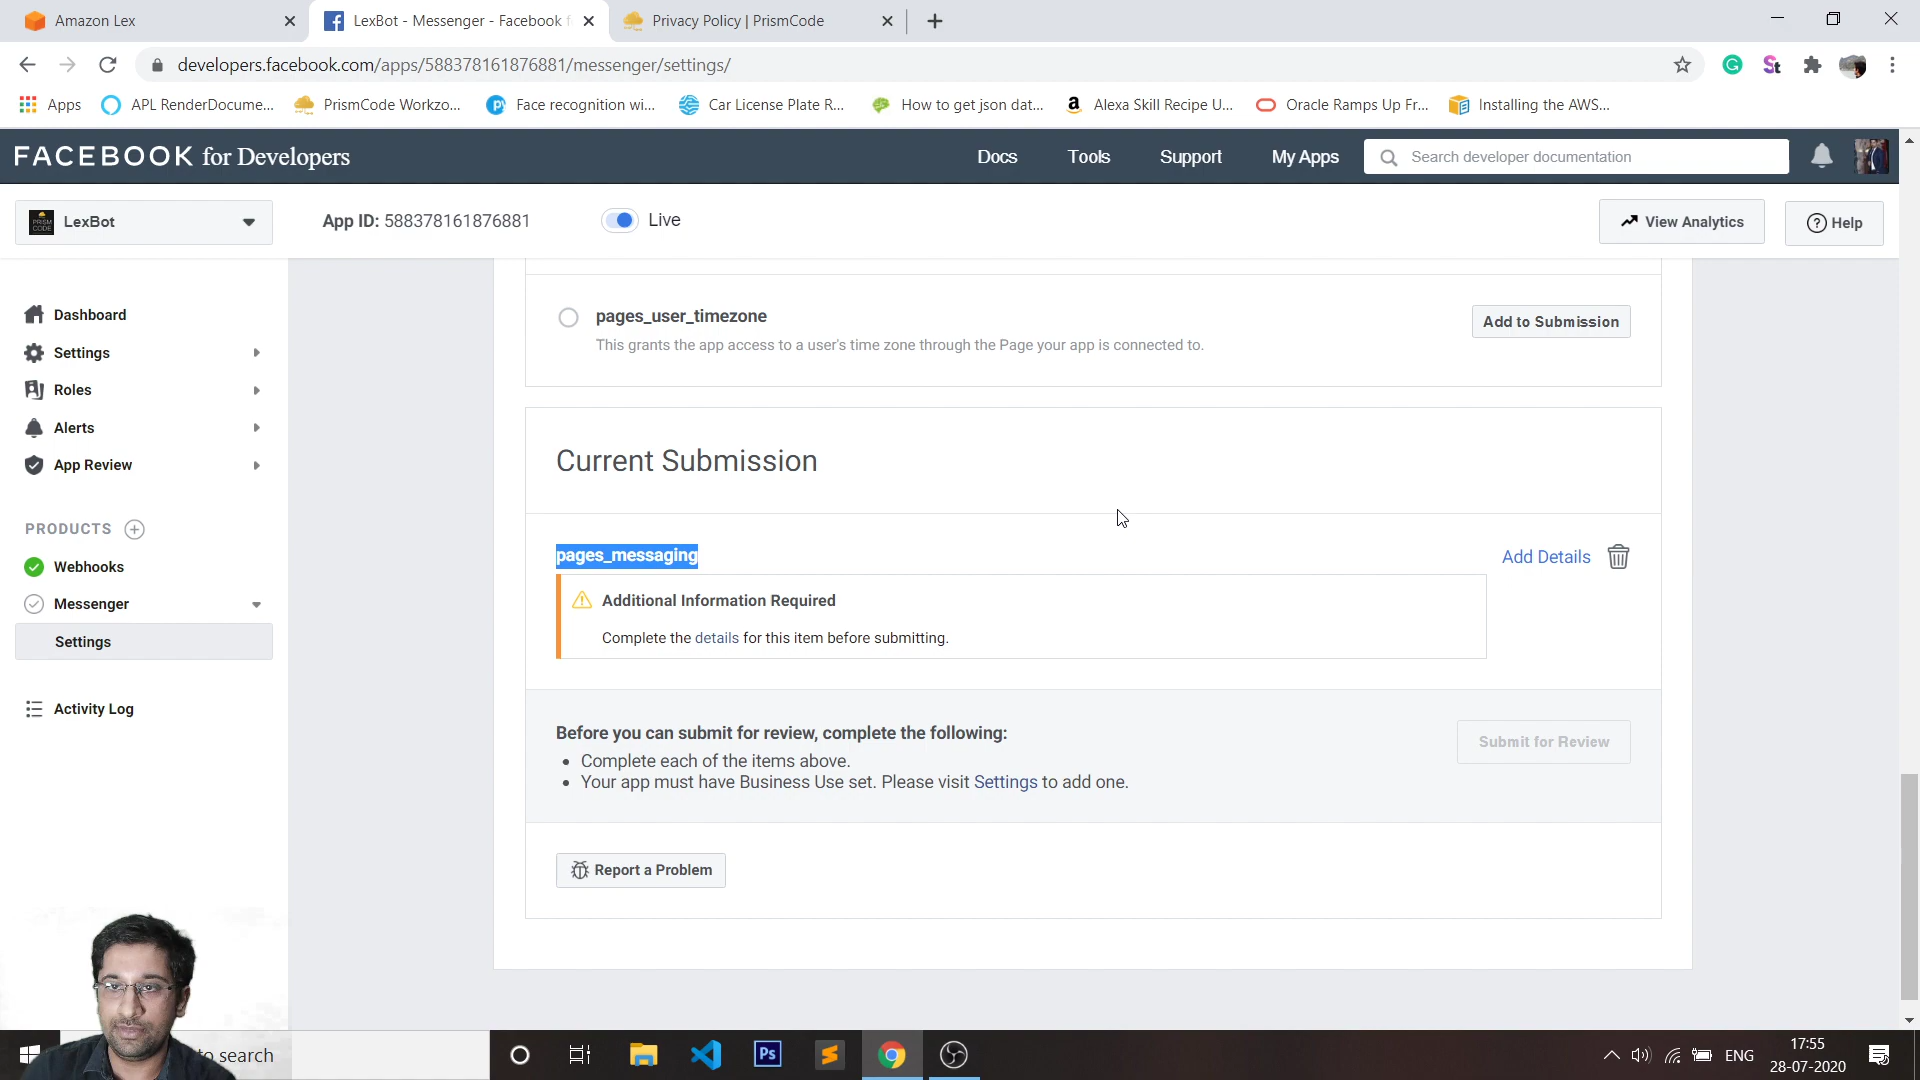 Amazon Lex
LexBot - Messenger - Facebook f
Privacy Policy | PrismCode
developers.facebook.com/apps/588378161876881/messenger/settings/
Apps
APL RenderDocume...
PrismCode Workzo...
Face recognition wi...
Car License Plate R...
How to get json dat...
Alexa Skill Recipe U...
Oracle Ramps Up Fr...
Installing the AWS...
FACEBOOK for Developers
Docs
Tools
Support
My Apps
Search developer documentation
LexBot
App ID: 588378161876881
Live
View Analytics
Help
Dashboard
Settings
Roles
Alerts
App Review
PRODUCTS
Webhooks
Messenger
Settings
Activity Log
pages_user_timezone
This grants the app access to a user's time zone through the Page your app is connected to.
Add to Submission
Current Submission
pages_messaging
Add Details
Additional Information Required
Complete the details for this item before submitting.
Before you can submit for review, complete the following:
• Complete each of the items above.
• Your app must have Business Use set. Please visit Settings to add one.
Submit for Review
Report a Problem
to search
Ps
ENG
17:55
28-07-2020